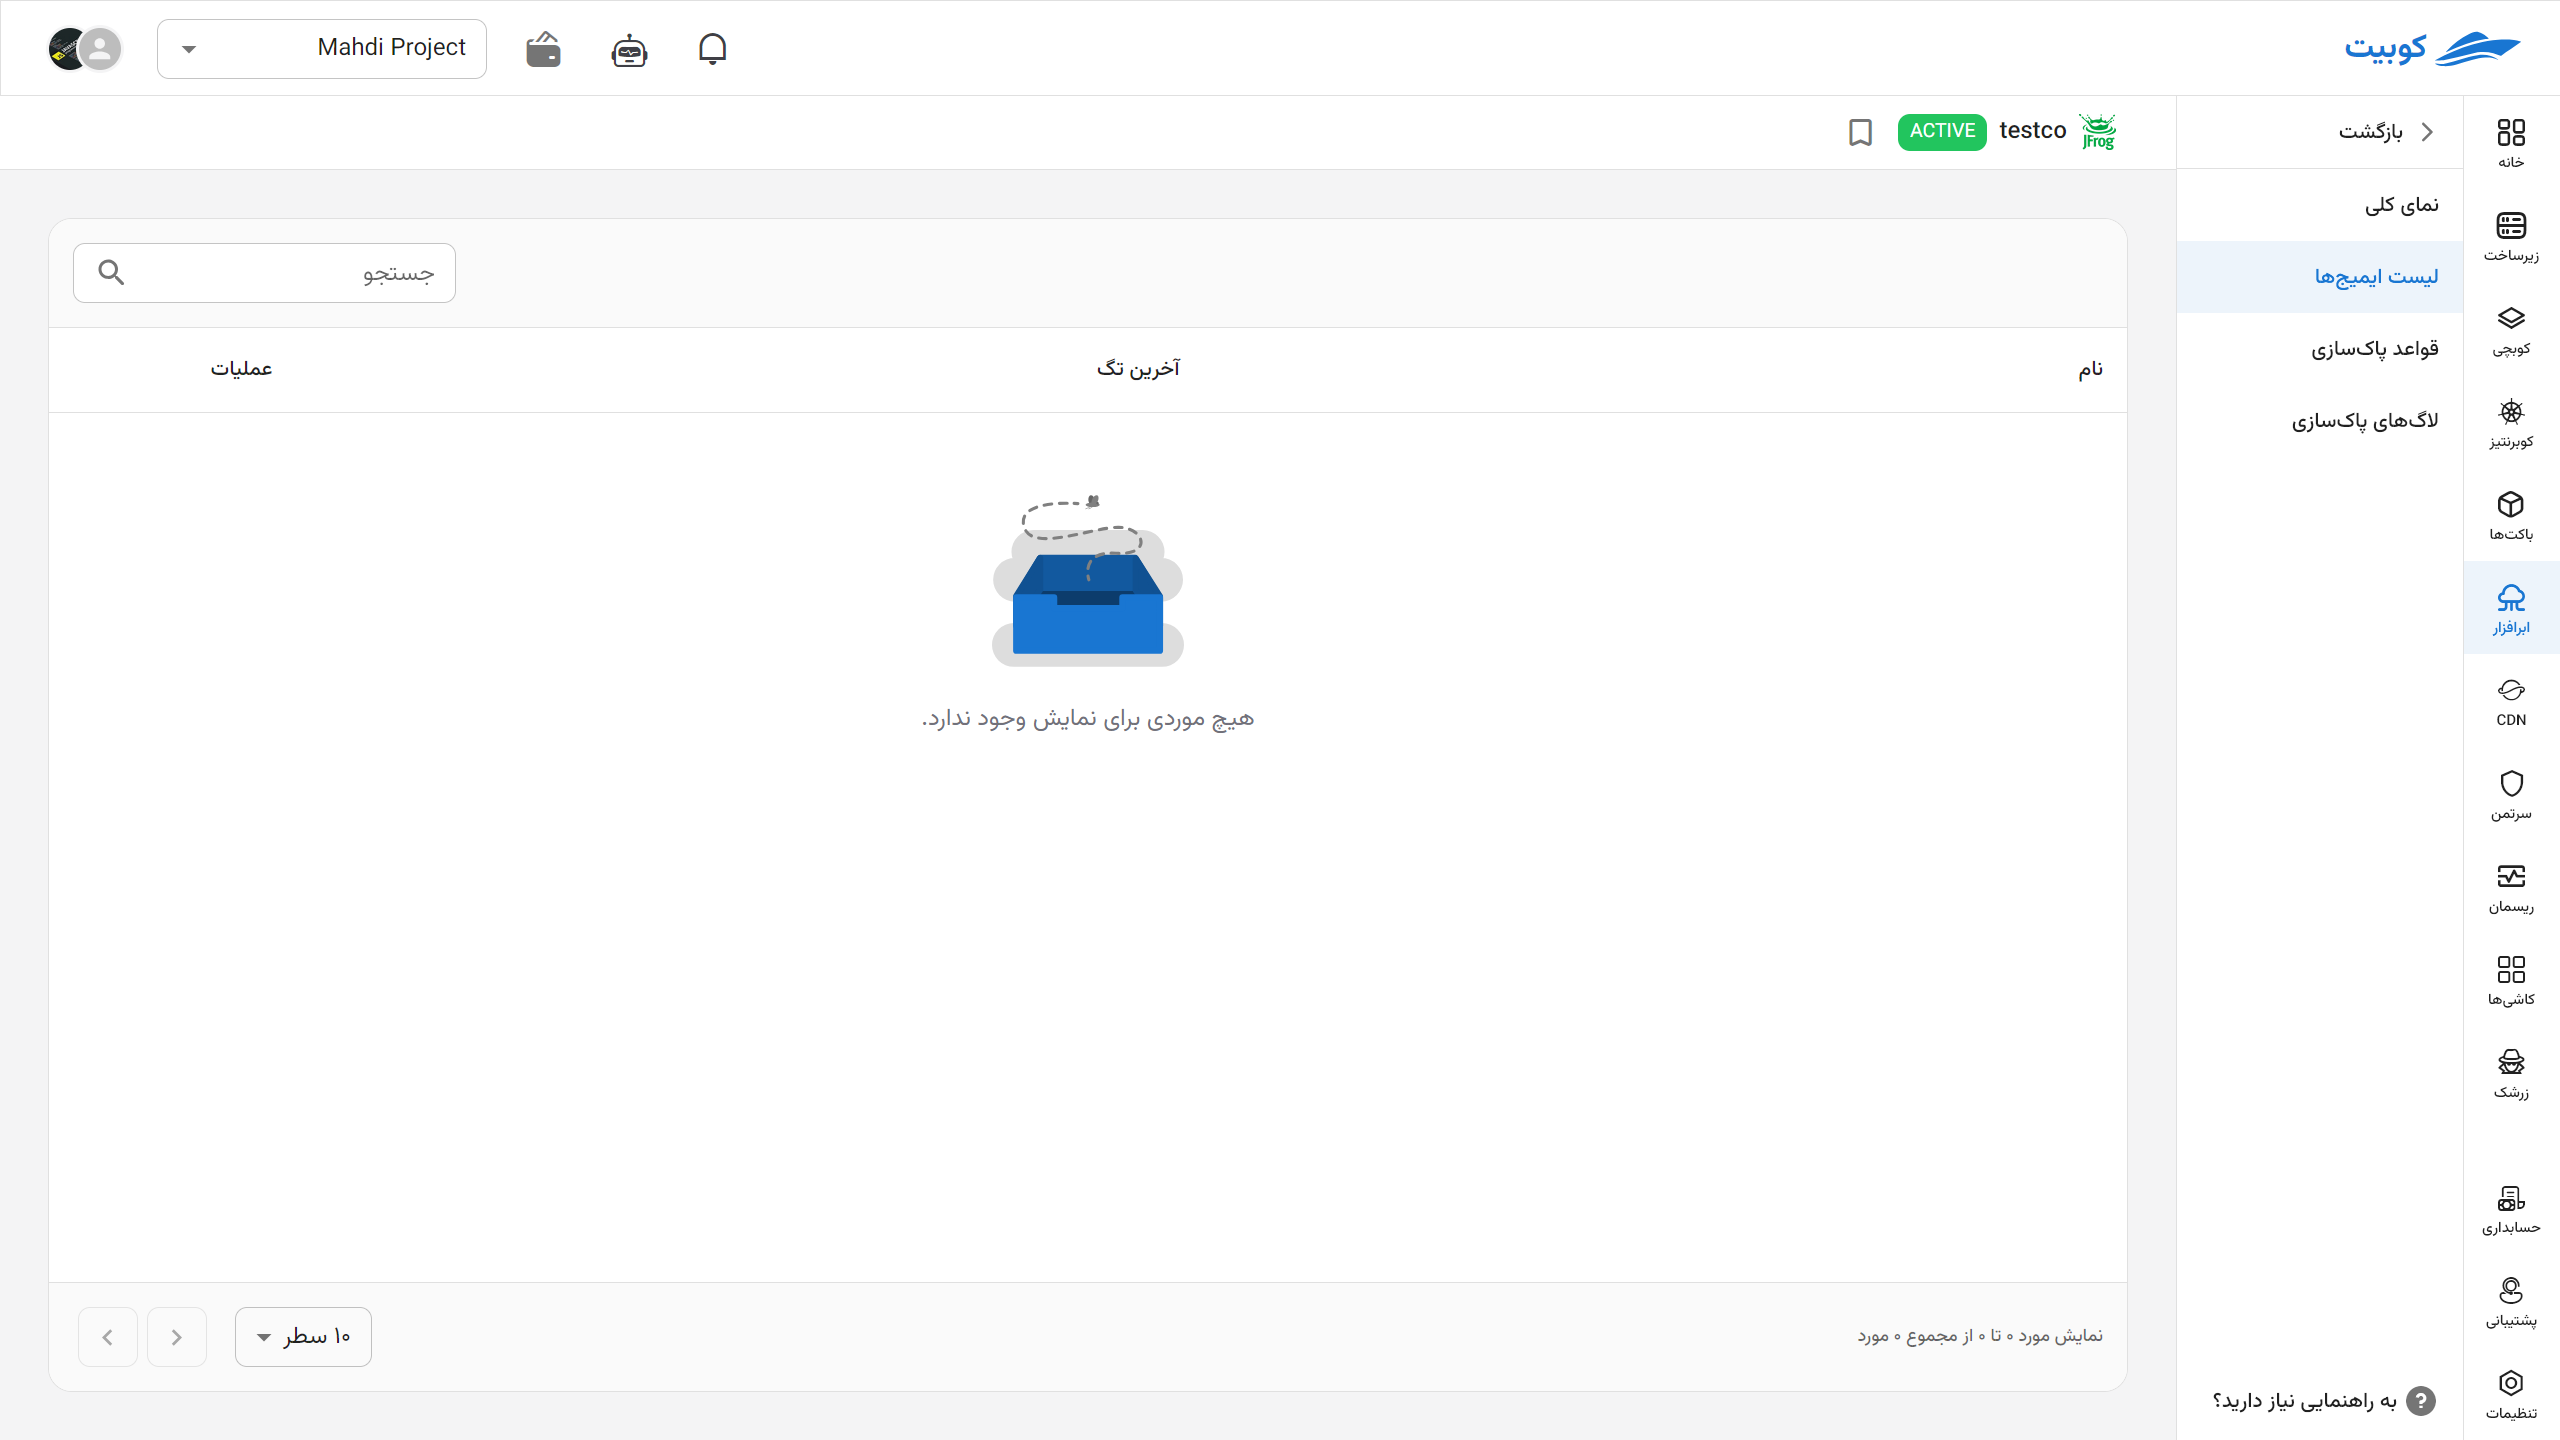 کوبیت
Mahdi Project
خانه
زیرساخت
کوبچی
کوبرنتیز
باکت‌ها
ابرافزار
CDN
سرتمن
ریسمان
کاشی‌ها
زرشک
حسابداری
پشتیبانی
تنظیمات
بازگشت
نمای کلی
لیست ایمیج‌ها
قواعد پاک‌سازی
لاگ‌های پاک‌سازی
به راهنمایی نیاز دارید؟
JFrog testco ACTIVE
جستجو
نام آخرین تگ عملیات
هیچ موردی برای نمایش وجود ندارد.
نمایش مورد ۰ تا ۰ از مجموع ۰ مورد
۱۰ سطر